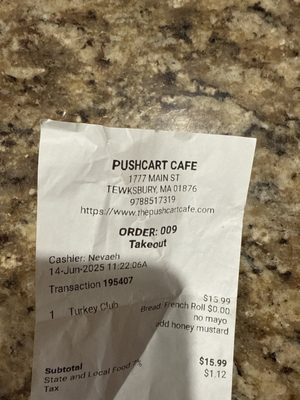 PUSHCART CAFE
1777 MAIN ST
TEWKSBURY, MA 01876
9788517319
https://www.thepushcartcafe.com
ORDER: 009
Takeout
Cashier: Nevaeh
14-Jun-2025 11:22:06A
Transaction 195407
1 Turkey Club $15.99
Bread: French Roll $0.00
no mayo
add honey mustard
Subtotal $15.99
State and Local Food 7% $1.12
Tax